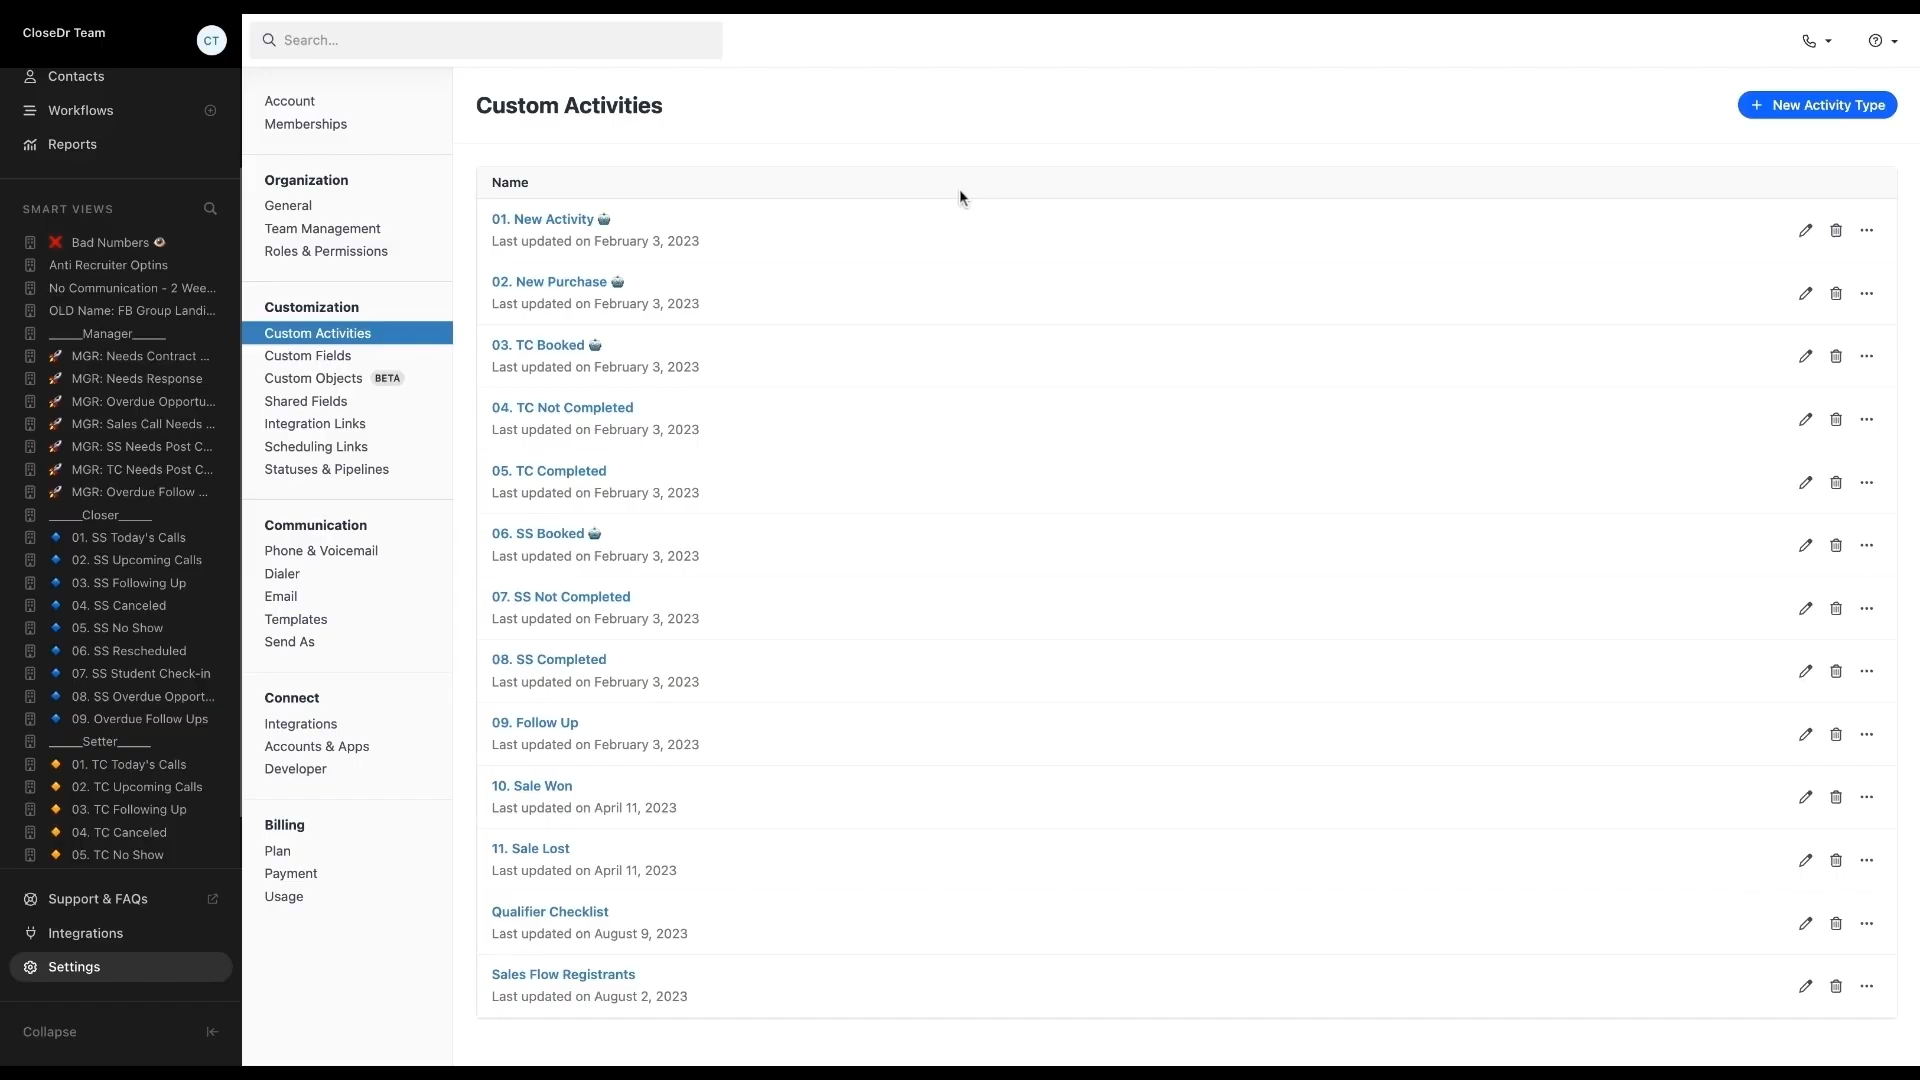 CloseDr Team
CT
Contacts
Workflows
Reports
SMART VIEWS
Bad Numbers
Anti Recruiter Optins
No Communication - 2 Wee...
OLD Name: FB Group Landi...
_____Manager_____
MGR: Needs Contract ...
MGR: Needs Response
MGR: Overdue Opportu...
MGR: Sales Call Needs ...
MGR: SS Needs Post C...
MGR: TC Needs Post C...
MGR: Overdue Follow ...
_____Closer_____
01. SS Today's Calls
02. SS Upcoming Calls
03. SS Following Up
04. SS Canceled
05. SS No Show
06. SS Rescheduled
07. SS Student Check-in
08. SS Overdue Opport...
09. Overdue Follow Ups
_____Setter_____
01. TC Today's Calls
02. TC Upcoming Calls
03. TC Following Up
04. TC Canceled
05. TC No Show
Support & FAQs
Integrations
Settings
Collapse
Search...
Account
Memberships
Organization
General
Team Management
Roles & Permissions
Customization
Custom Activities
Custom Fields
Custom Objects BETA
Shared Fields
Integration Links
Scheduling Links
Statuses & Pipelines
Communication
Phone & Voicemail
Dialer
Email
Templates
Send As
Connect
Integrations
Accounts & Apps
Developer
Billing
Plan
Payment
Usage
Custom Activities
+ New Activity Type
Name
01. New Activity
Last updated on February 3, 2023
02. New Purchase
Last updated on February 3, 2023
03. TC Booked
Last updated on February 3, 2023
04. TC Not Completed
Last updated on February 3, 2023
05. TC Completed
Last updated on February 3, 2023
06. SS Booked
Last updated on February 3, 2023
07. SS Not Completed
Last updated on February 3, 2023
08. SS Completed
Last updated on February 3, 2023
09. Follow Up
Last updated on February 3, 2023
10. Sale Won
Last updated on April 11, 2023
11. Sale Lost
Last updated on April 11, 2023
Qualifier Checklist
Last updated on August 9, 2023
Sales Flow Registrants
Last updated on August 2, 2023